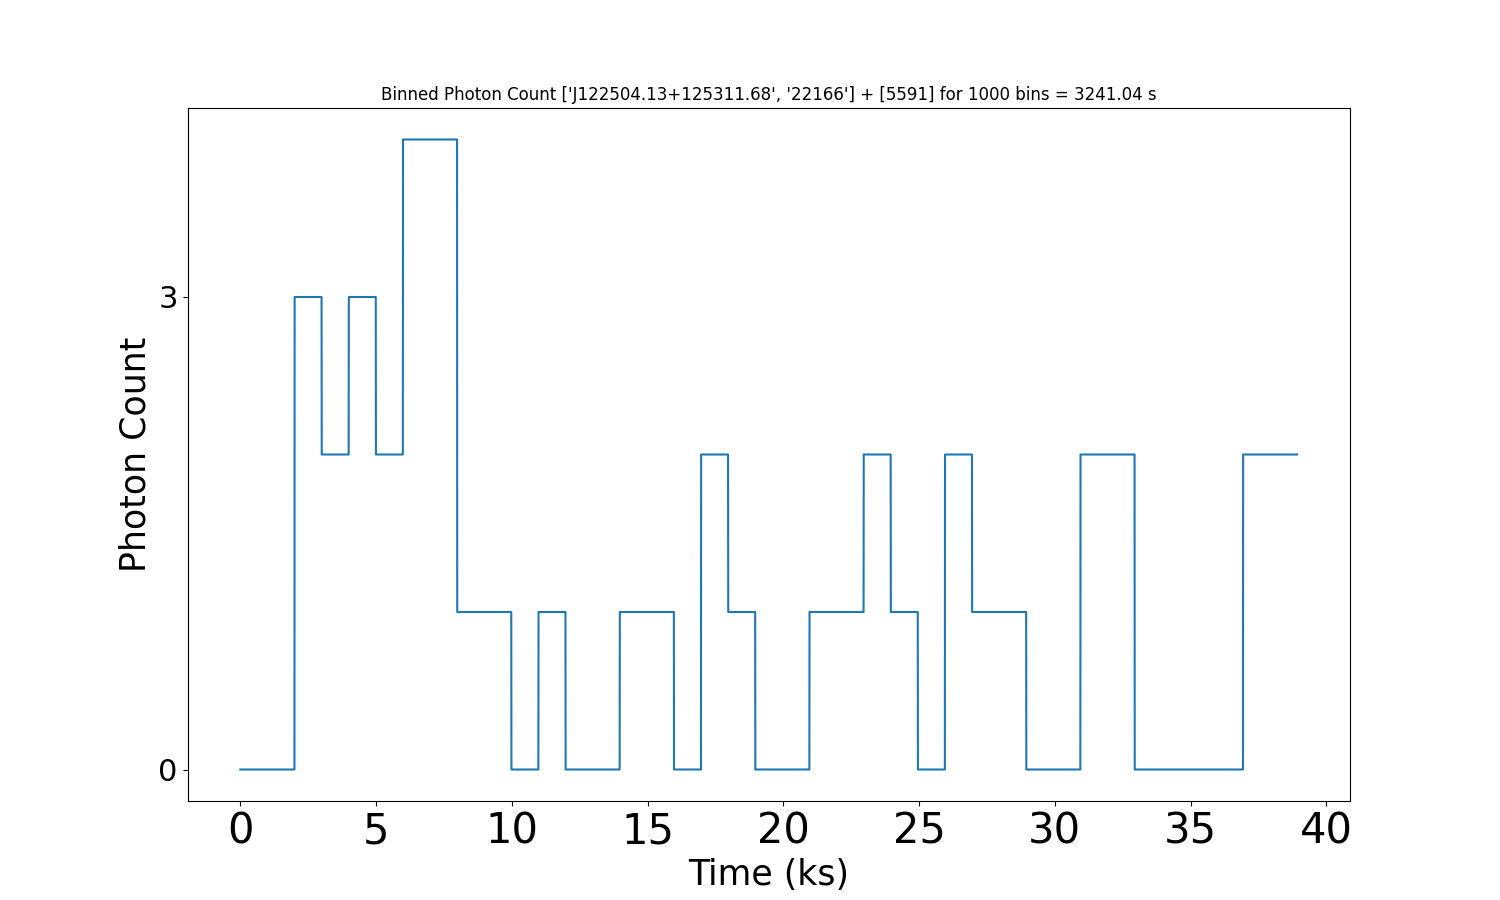 Binned Photon Count ['J122504.13+125311.68', '22166'] + [5591] for 1000 bins = 3241.04 s
Photon Count
3
0
0 5 10 15 20 25 30 35 40
Time (ks)